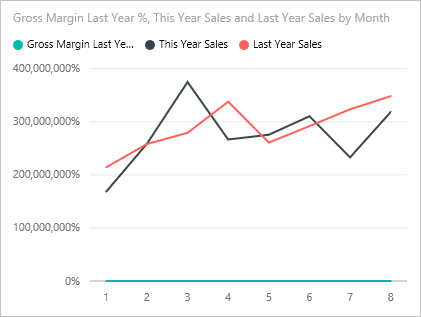 Gross Margin Last Year %, This Year Sales and Last Year Sales by Month
Gross Margin Last Ye... This Year Sales Last Year Sales
400,000,000%
300,000,000%
200,000,000%
100,000,000%
0%
1 2 3 4 5 6 7 8